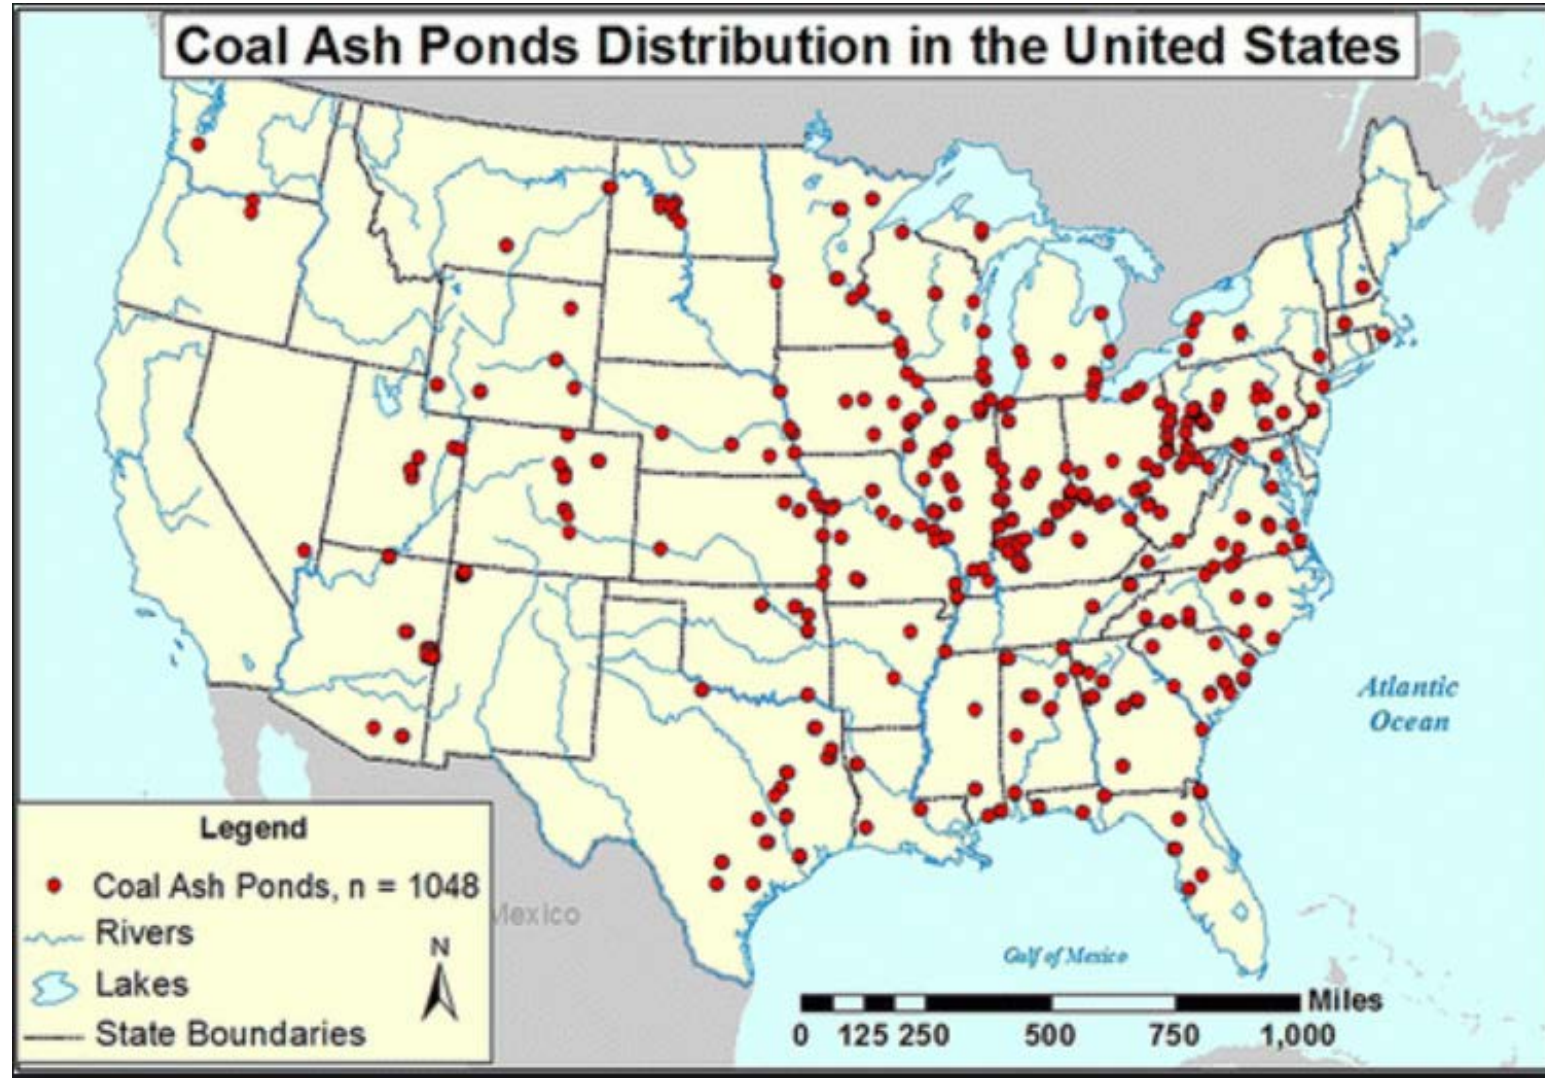 Coal Ash Ponds Distribution in the United States
Atlantic
Ocean
Legend
Coal Ash Ponds, n = 1048
Rivers
Lakes
State Boundaries
N
Mexico
Gulf of Mexico
Miles
0 125 250 500 750 1,000